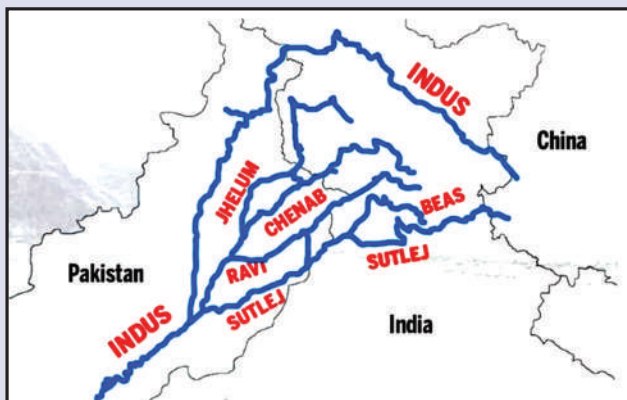 INDUS
China
JHELUM
CHENAB
BEAS
Pakistan
RAVI
SUTLEJ
SUTLEJ
INDUS
India